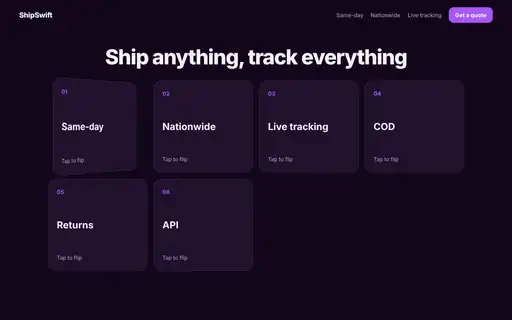 ShipSwift
Same-day Nationwide Live tracking Get a quote
Ship anything, track everything
01
Same-day
Tap to flip
02
Nationwide
Tap to flip
03
Live tracking
Tap to flip
04
COD
Tap to flip
05
Returns
Tap to flip
06
API
Tap to flip